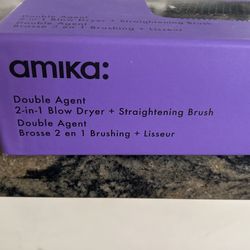 amika:
Double Agent
2-in-1 Blow Dryer + Straightening Brush
Double Agent
Brosse 2 en 1 Brushing + Lisseur